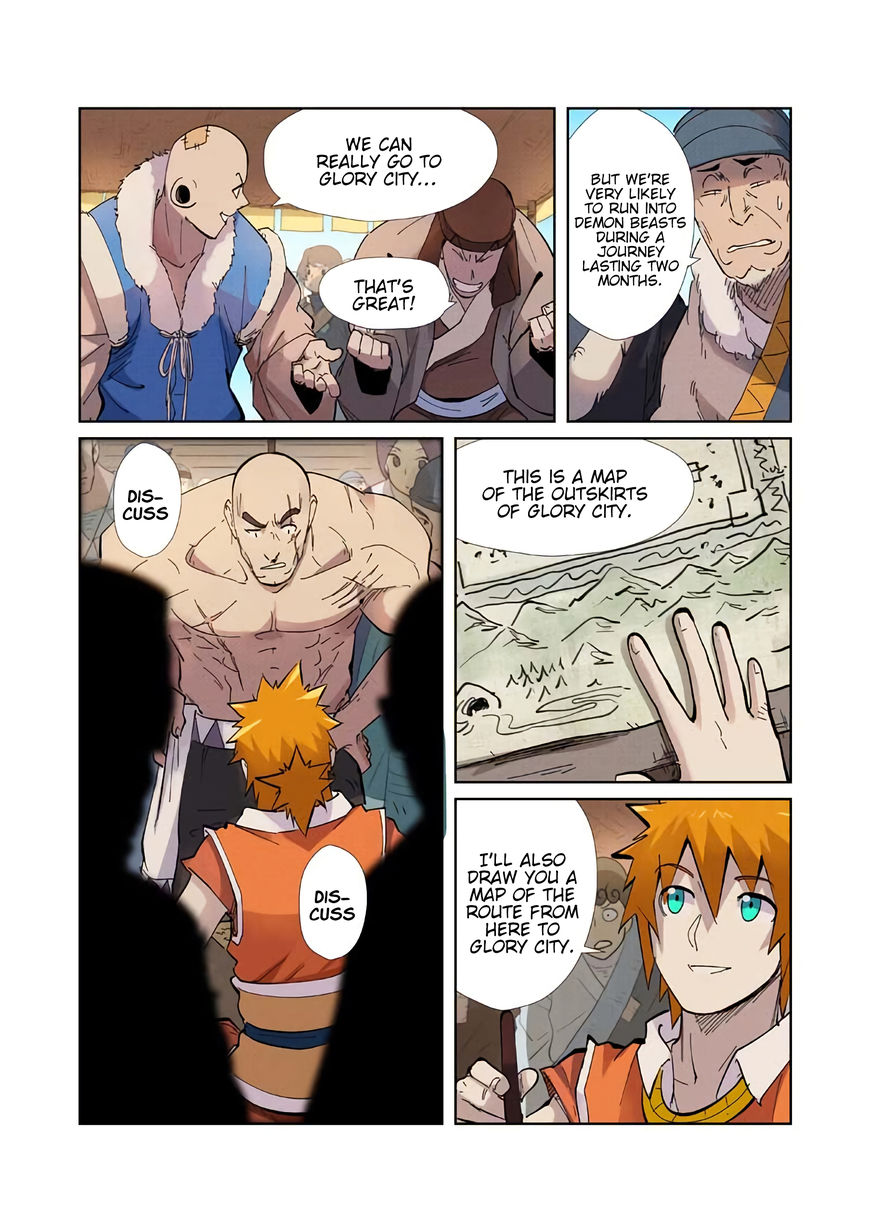 WE CAN
REALLY GO TO
GLORY CITY...
THAT'S
GREAT!
BUT WE'RE
VERY LIKELY
TO RUN INTO
DEMON BEASTS
DURING A
JOURNEY
LASTING TWO
MONTHS.
DIS-
CUSS
DIS-
CUSS
THIS IS A MAP
OF THE OUTSKIRTS
OF GLORY CITY.
I'LL ALSO
DRAW YOU A
MAP OF THE
ROUTE FROM
HERE TO
GLORY CITY.